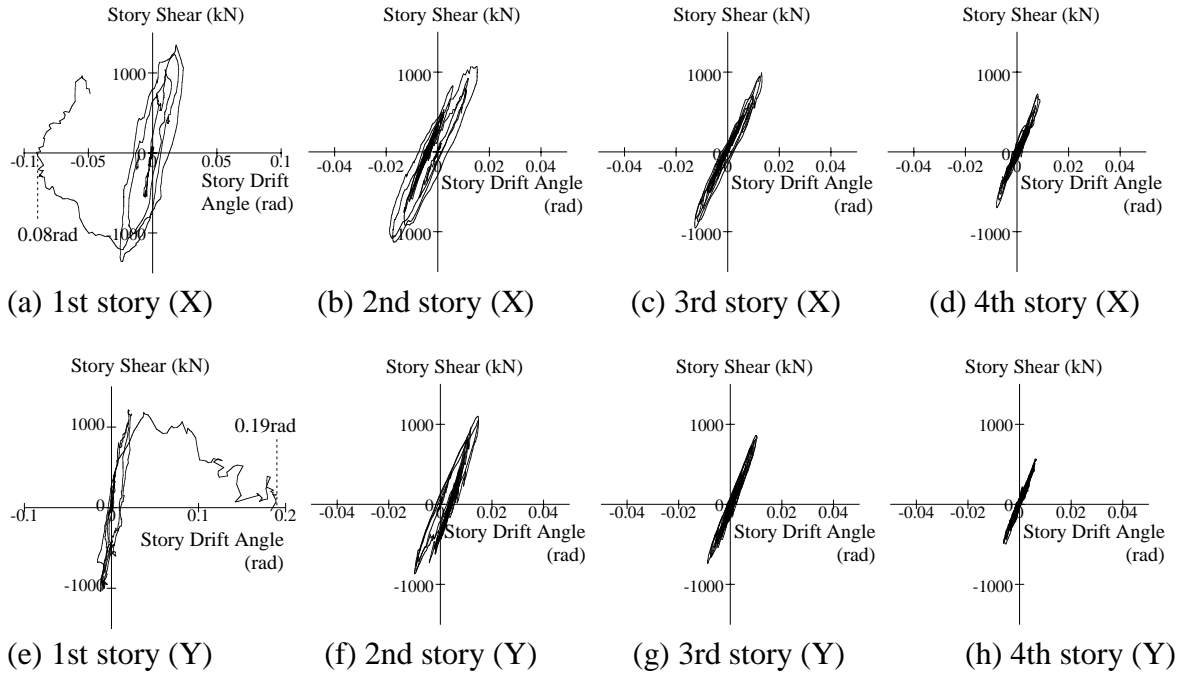 Story Shear (kN)
1000
-0.1
-0.05
0
0.05
0.1
Story Drift
Angle (rad)
0.08rad
-1000
(a) 1st story (X)
Story Shear (kN)
1000
-0.04
-0.02
0
0.02
0.04
Story Drift Angle
(rad)
-1000
(b) 2nd story (X)
Story Shear (kN)
1000
-0.04
-0.02
0
0.02
0.04
Story Drift Angle
(rad)
-1000
(c) 3rd story (X)
Story Shear (kN)
1000
-0.04
-0.02
0
0.02
0.04
Story Drift Angle
(rad)
-1000
(d) 4th story (X)
Story Shear (kN)
1000
0.19rad
-0.1
0
0.1
0.2
Story Drift Angle
(rad)
-1000
(e) 1st story (Y)
Story Shear (kN)
1000
-0.04
-0.02
0
0.02
0.04
Story Drift Angle
(rad)
-1000
(f) 2nd story (Y)
Story Shear (kN)
1000
-0.04
-0.02
0
0.02
0.04
Story Drift Angle
(rad)
-1000
(g) 3rd story (Y)
Story Shear (kN)
1000
-0.04
-0.02
0
0.02
0.04
Story Drift Angle
(rad)
-1000
(h) 4th story (Y)